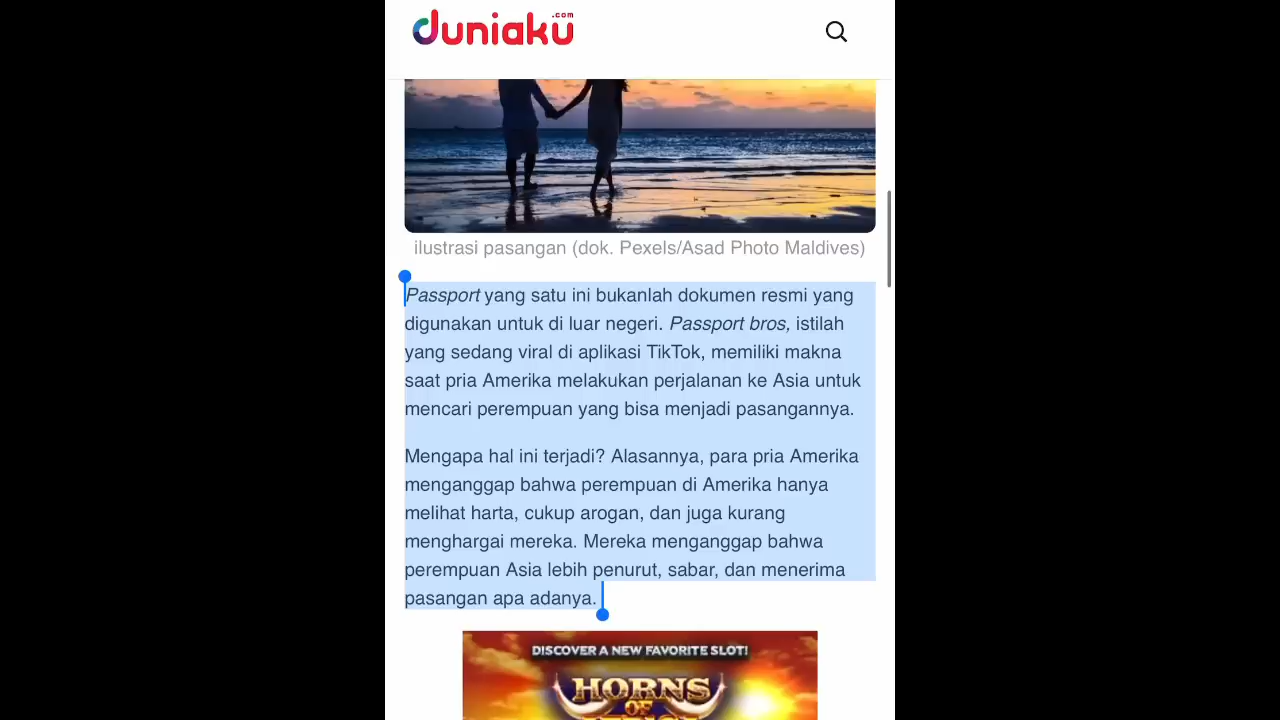 duniaku.com
ilustrasi pasangan (dok. Pexels/Asad Photo Maldives)
Passport yang satu ini bukanlah dokumen resmi yang
digunakan untuk di luar negeri. Passport bros, istilah
yang sedang viral di aplikasi TikTok, memiliki makna
saat pria Amerika melakukan perjalanan ke Asia untuk
mencari perempuan yang bisa menjadi pasangannya.
Mengapa hal ini terjadi? Alasannya, para pria Amerika
menganggap bahwa perempuan di Amerika hanya
melihat harta, cukup arogan, dan juga kurang
menghargai mereka. Mereka menganggap bahwa
perempuan Asia lebih penurut, sabar, dan menerima
pasangan apa adanya.
DISCOVER A NEW FAVORITE SLOT!
HORNS
OF